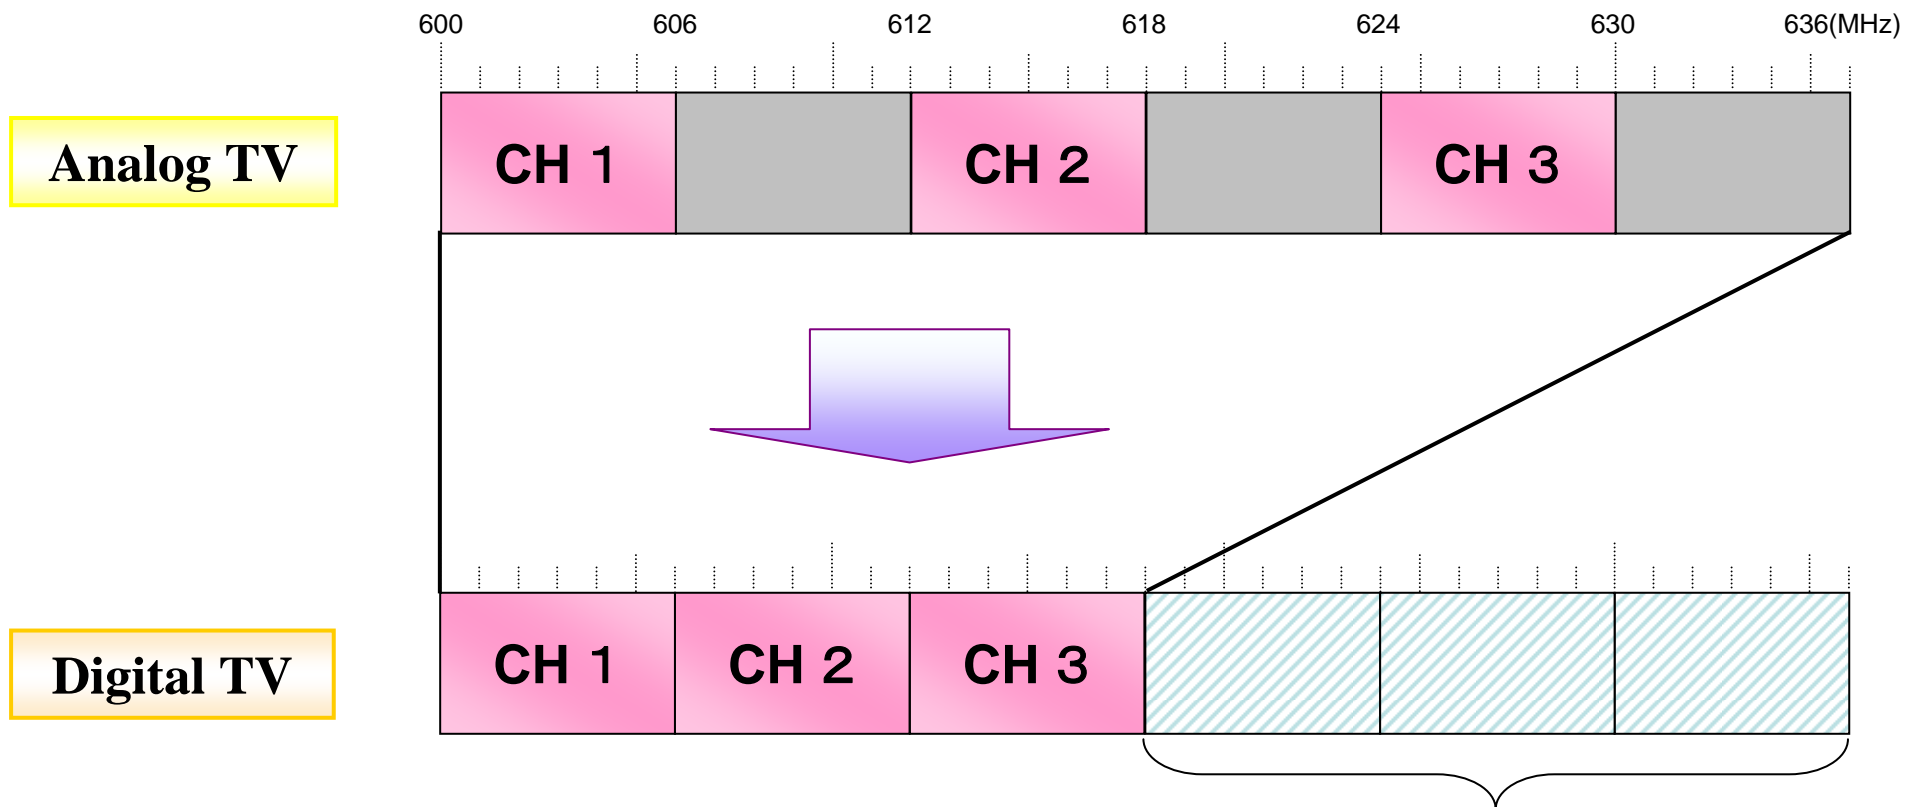 600 606 612 618 624 630 636(MHz)
Analog TV
CH 1 CH 2 CH 3
Digital TV
CH 1 CH 2 CH 3